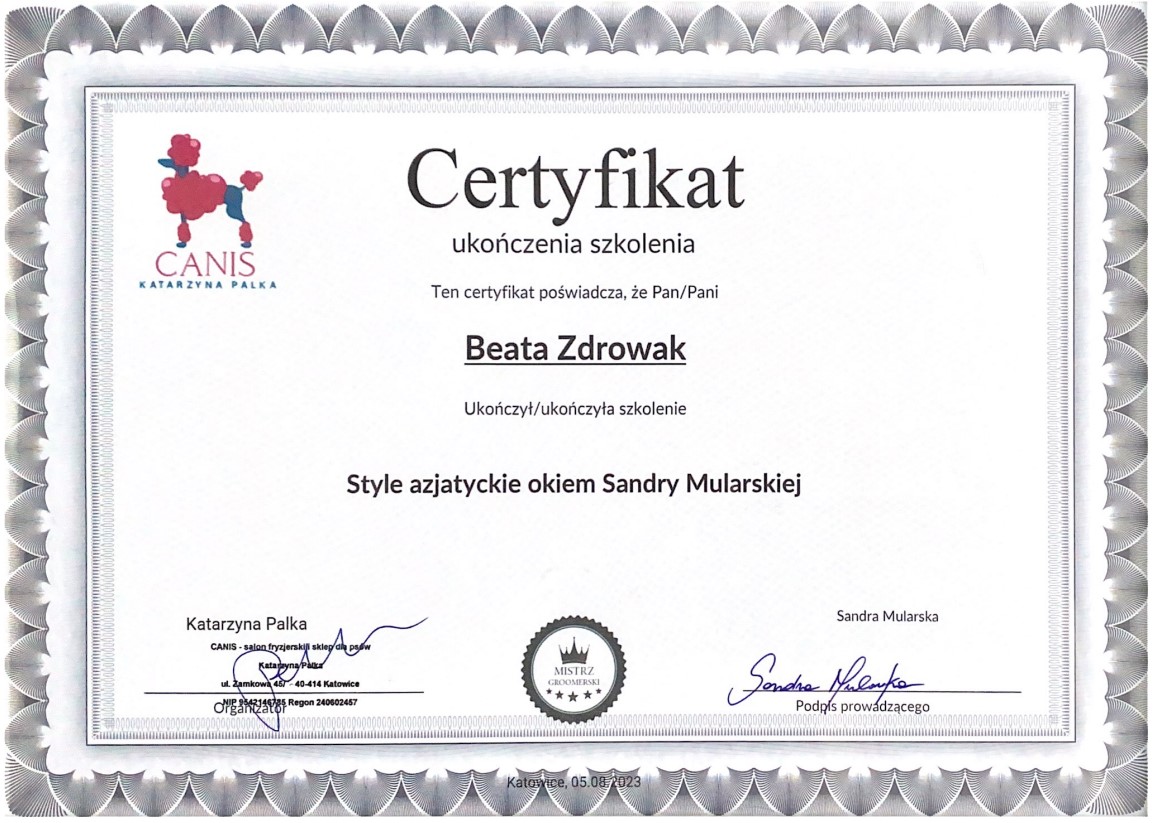 CANIS
KATARZYNA PALKA
Certyfikat
ukończenia szkolenia
Ten certyfikat poświadcza, że Pan/Pani
Beata Zdrowak
Ukończył/ukończyła szkolenie
Style azjatyckie okiem Sandry Mularskiej
Katarzyna Palka
CANIS - salon fryzjerski i sklep dla psów
Katarzyna Palka
ul. Zamkowa 45/ - 40-414 Katowice
NIP Regon 240602457
Organizator
MISTRZ
GROOMERSKI
Sandra Mularska
Sandra Mularska
Podpis prowadzącego
Katowice, 05.08.2023